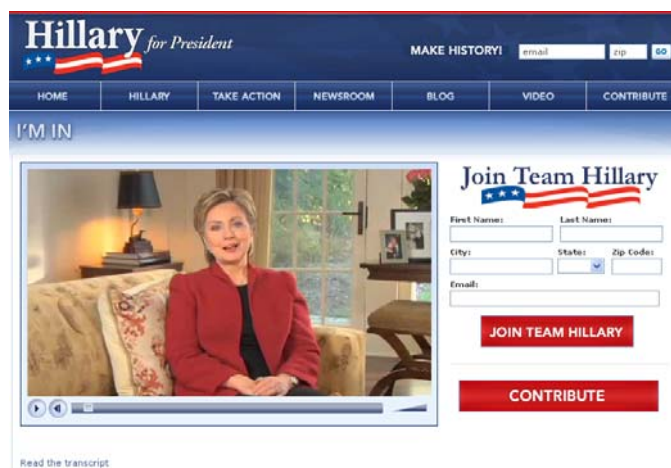 Hillary for President
MAKE HISTORY! email zip GO
HOME HILLARY TAKE ACTION NEWSROOM BLOG VIDEO CONTRIBUTE
I'M IN
Join Team Hillary
First Name: Last Name:
City: State: Zip Code:
Email:
JOIN TEAM HILLARY
CONTRIBUTE
Read the transcript